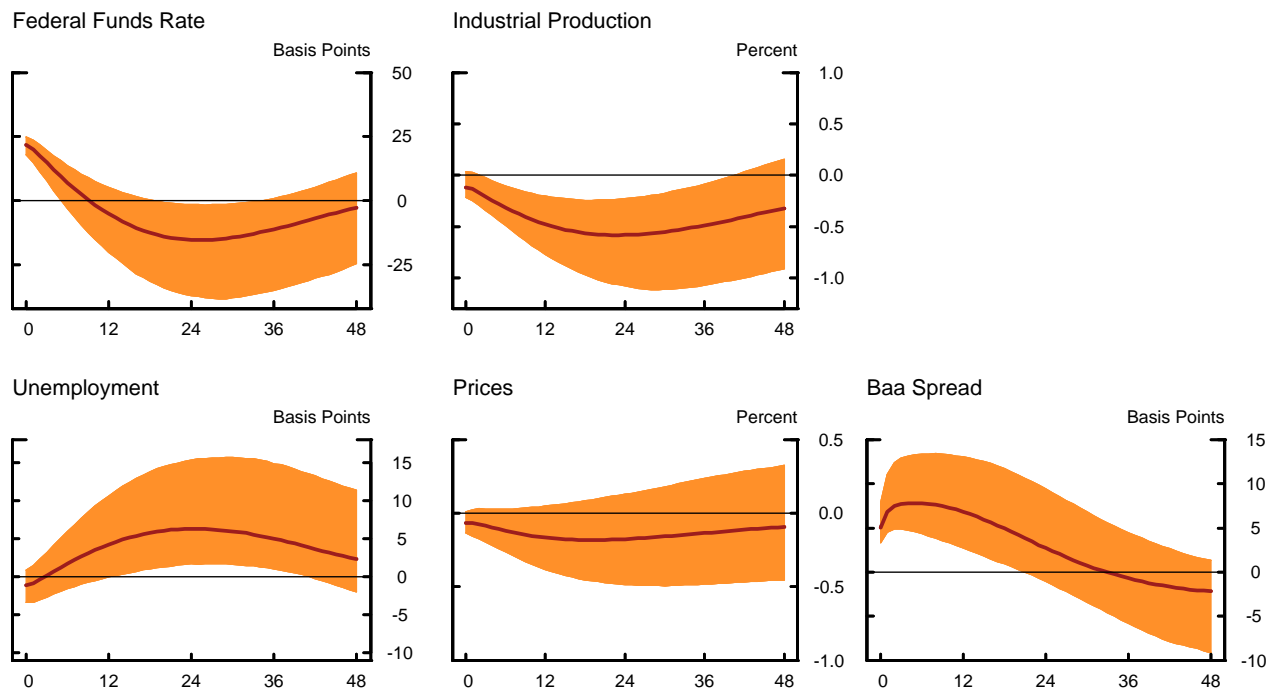 Federal Funds Rate
Basis Points
50
25
0
-25
0 12 24 36 48
Industrial Production
Percent
1.0
0.5
0.0
-0.5
-1.0
0 12 24 36 48
Unemployment
Basis Points
15
10
5
0
-5
-10
0 12 24 36 48
Prices
Percent
0.5
0.0
-0.5
-1.0
0 12 24 36 48
Baa Spread
Basis Points
15
10
5
0
-5
-10
0 12 24 36 48